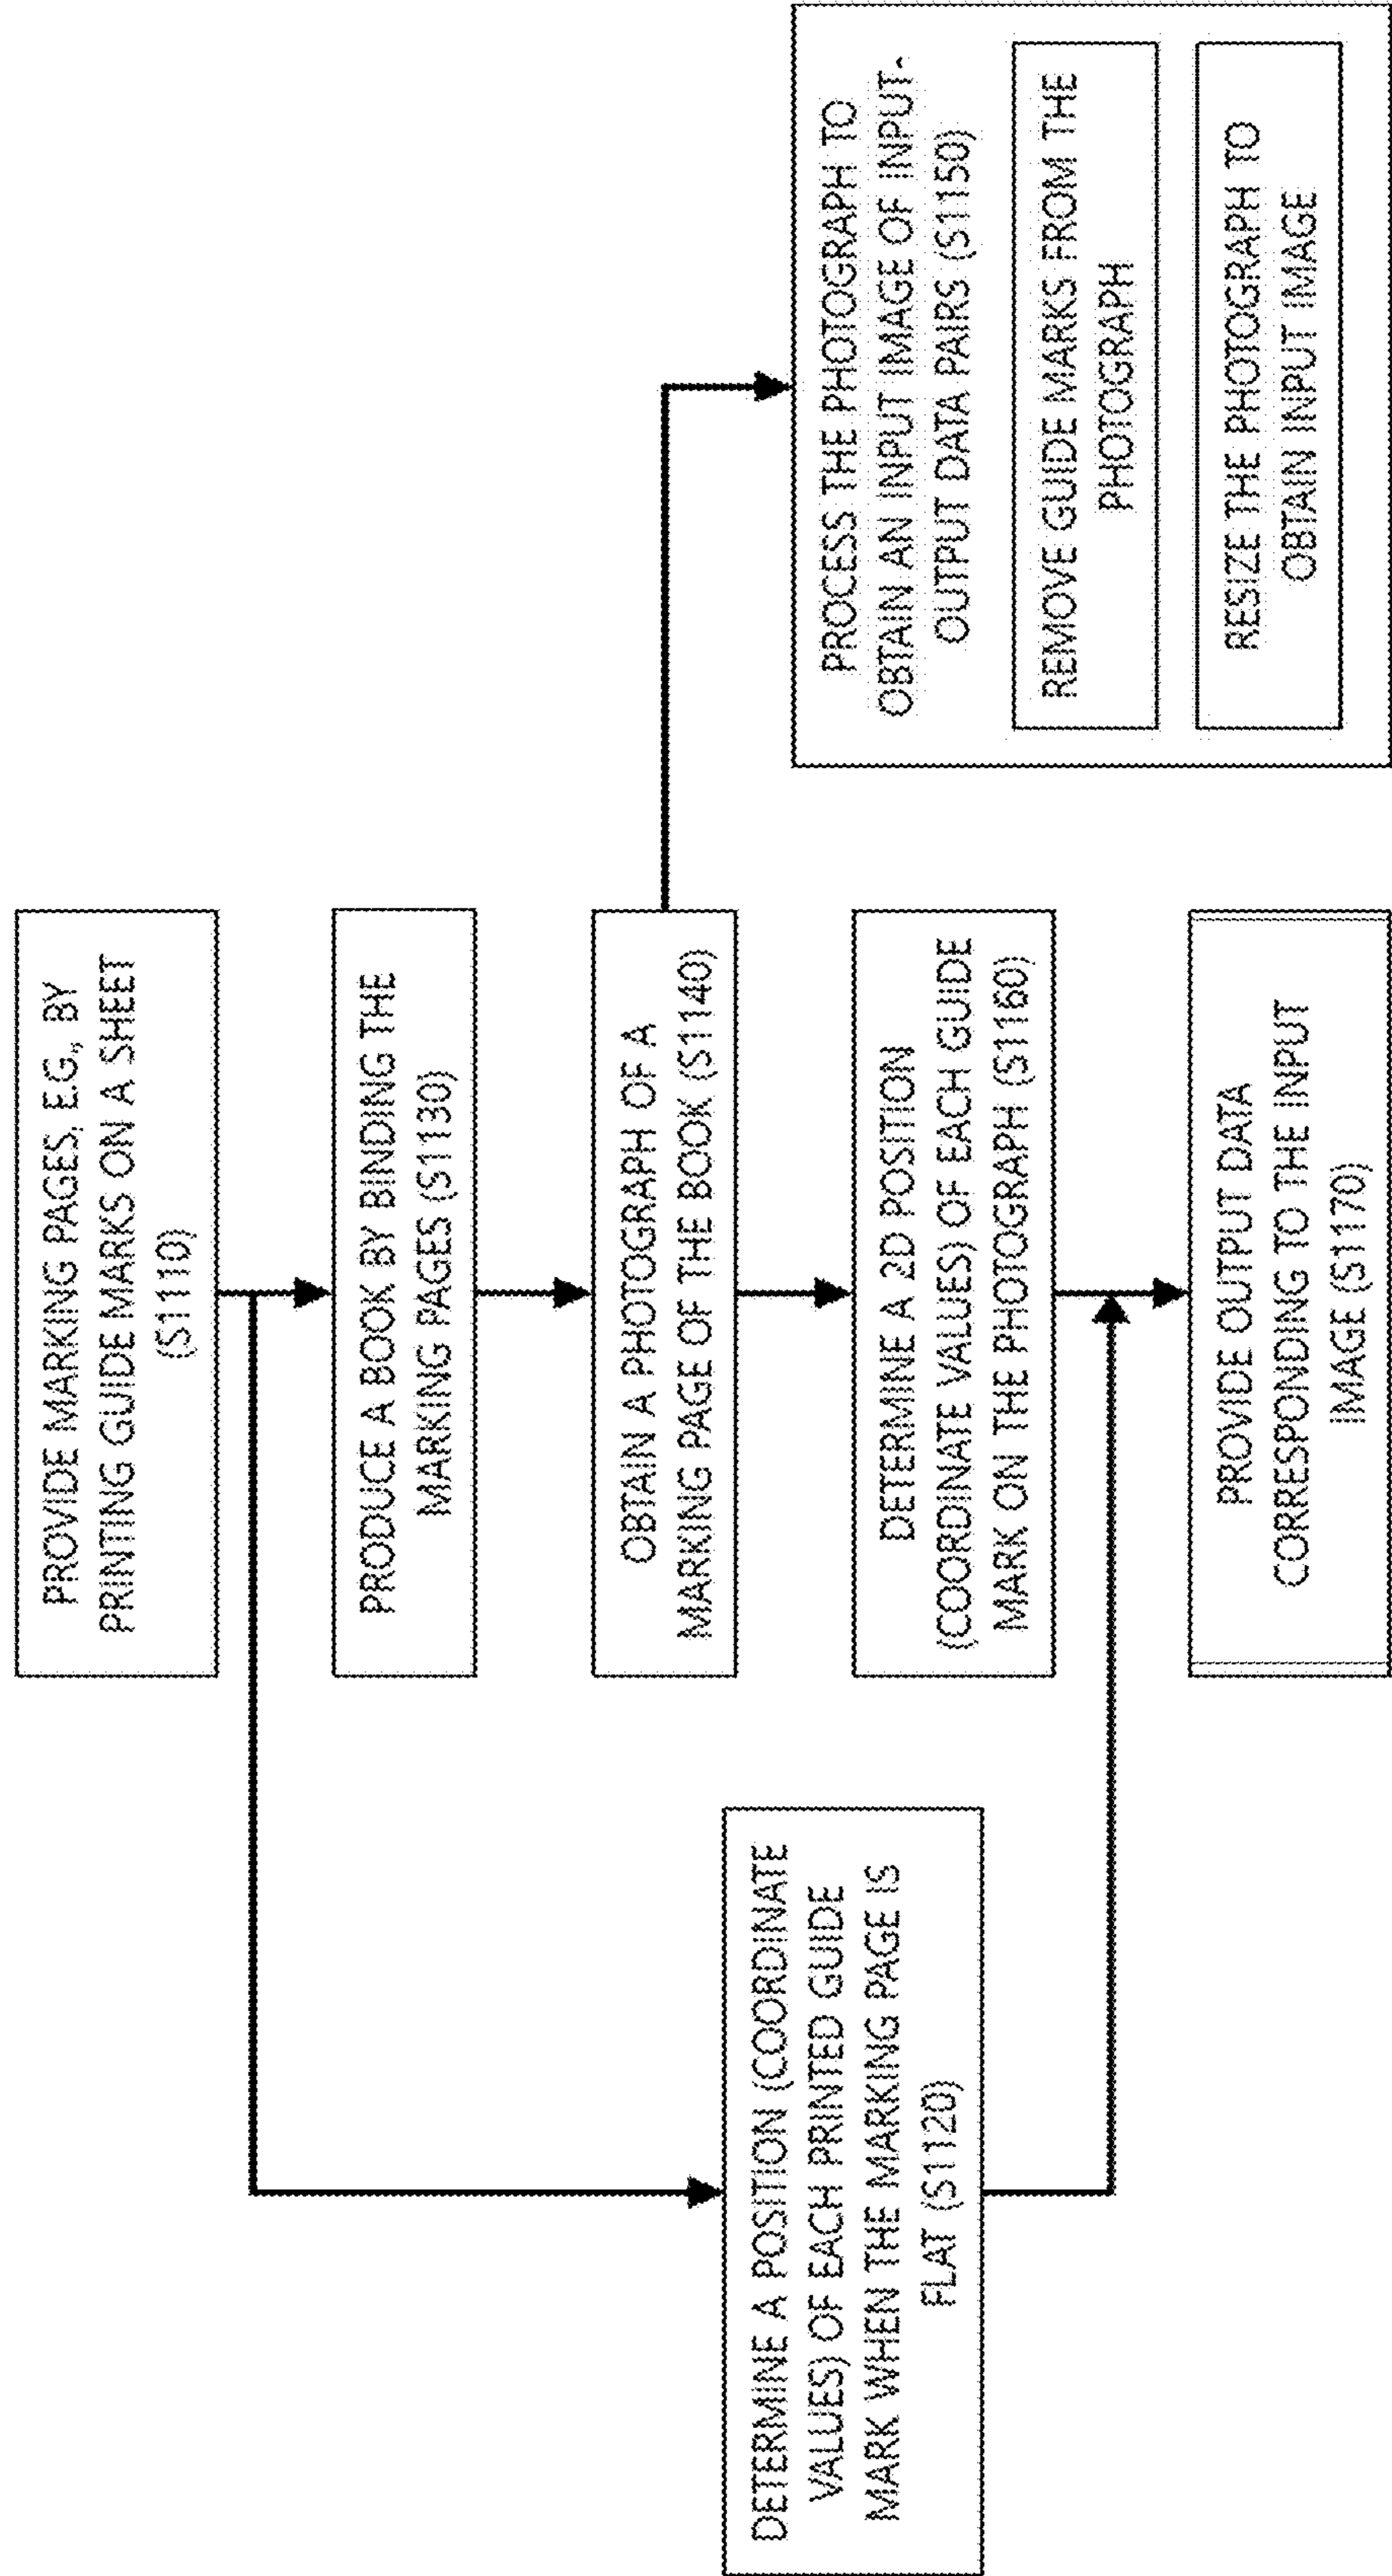 PROVIDE MARKING PAGES, E.G., BY
PRINTING GUIDE MARKS ON A SHEET
(S1110)
PRODUCE A BOOK BY BINDING THE
MARKING PAGES (S1130)
OBTAIN A PHOTOGRAPH OF A
MARKING PAGE OF THE BOOK (S1140)
DETERMINE A 2D POSITION
(COORDINATE VALUES) OF EACH GUIDE
MARK ON THE PHOTOGRAPH (S1160)
PROVIDE OUTPUT DATA
CORRESPONDING TO THE INPUT
IMAGE (S1170)
DETERMINE A POSITION (COORDINATE
VALUES) OF EACH PRINTED GUIDE
MARK WHEN THE MARKING PAGE IS
FLAT (S1120)
PROCESS THE PHOTOGRAPH TO
OBTAIN AN INPUT IMAGE OF INPUT-
OUTPUT DATA PAIRS (S1150)
REMOVE GUIDE MARKS FROM THE
PHOTOGRAPH
RESIZE THE PHOTOGRAPH TO
OBTAIN INPUT IMAGE